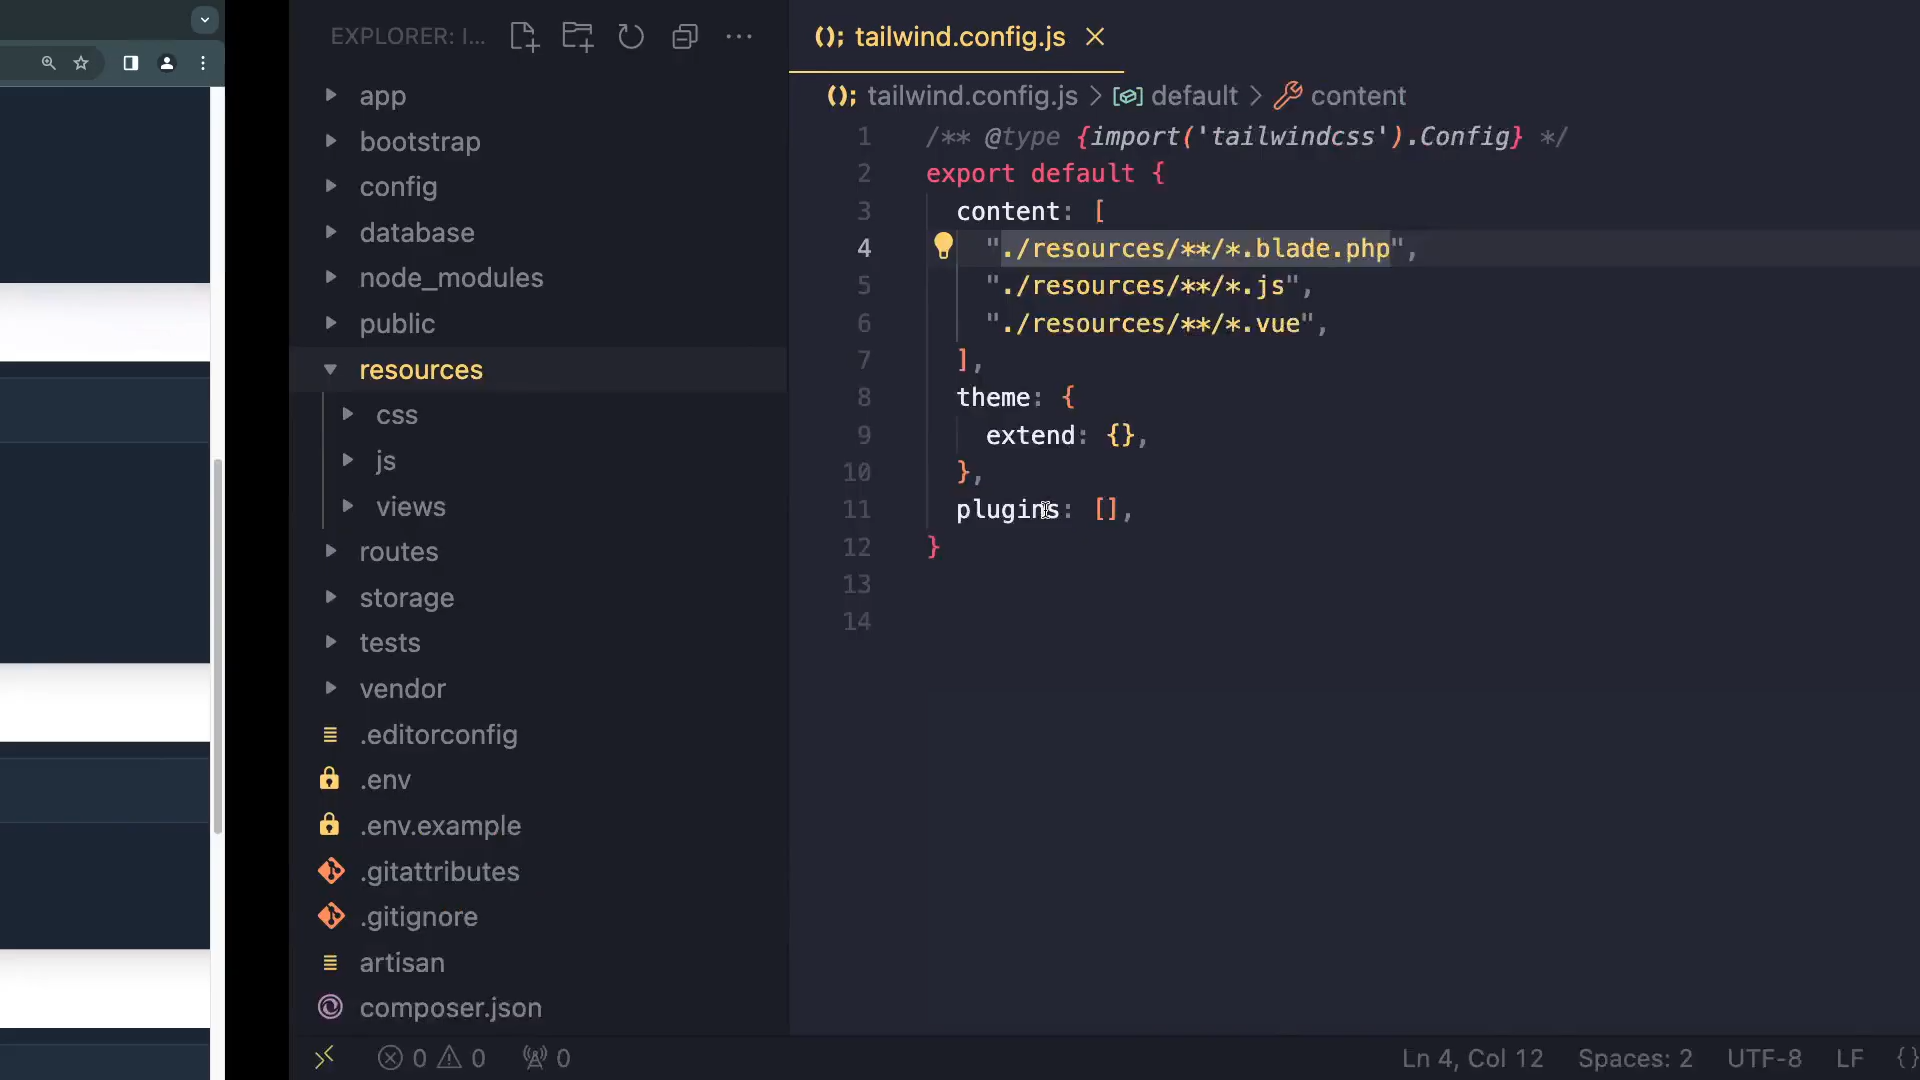 EXPLORER: I...
app
bootstrap
config
database
node_modules
public
resources
css
js
views
routes
storage
tests
vendor
.editorconfig
.env
.env.example
.gitattributes
.gitignore
artisan
composer.json
tailwind.config.js
tailwind.config.js > default > content
1 /** @type {import('tailwindcss').Config} */
2 export default {
3 content: [
4 "./resources/**/*.blade.php",
5 "./resources/**/*.js",
6 "./resources/**/*.vue",
7 ],
8 theme: {
9 extend: {},
10 },
11 plugins: [],
12 }
13
14
0 0 0 Ln 4, Col 12 Spaces: 2 UTF-8 LF {}